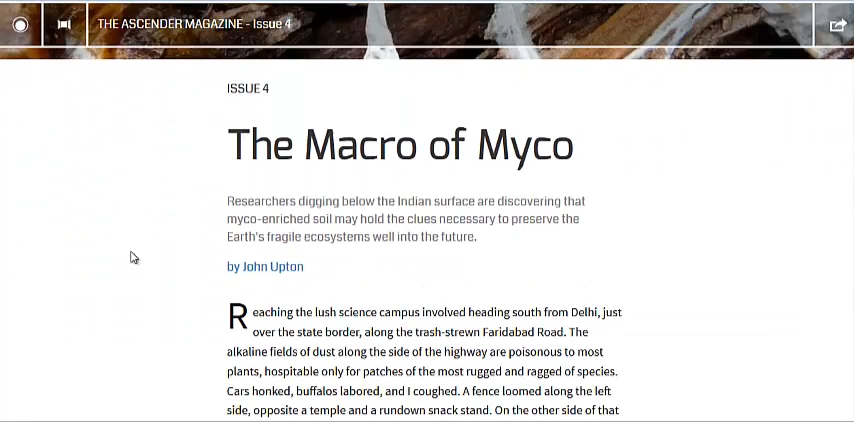 THE ASCENDER MAGAZINE - Issue 4
ISSUE 4
The Macro of Myco
Researchers digging below the Indian surface are discovering that
myco-enriched soil may hold the clues necessary to preserve the
Earth's fragile ecosystems well into the future.
by John Upton
Reaching the lush science campus involved heading south from Delhi, just
over the state border, along the trash-strewn Faridabad Road. The
alkaline fields of dust along the side of the highway are poisonous to most
plants, hospitable only for patches of the most rugged and ragged of species.
Cars honked, buffalos labored, and I coughed. A fence loomed along the left
side, opposite a temple and a rundown snack stand. On the other side of that